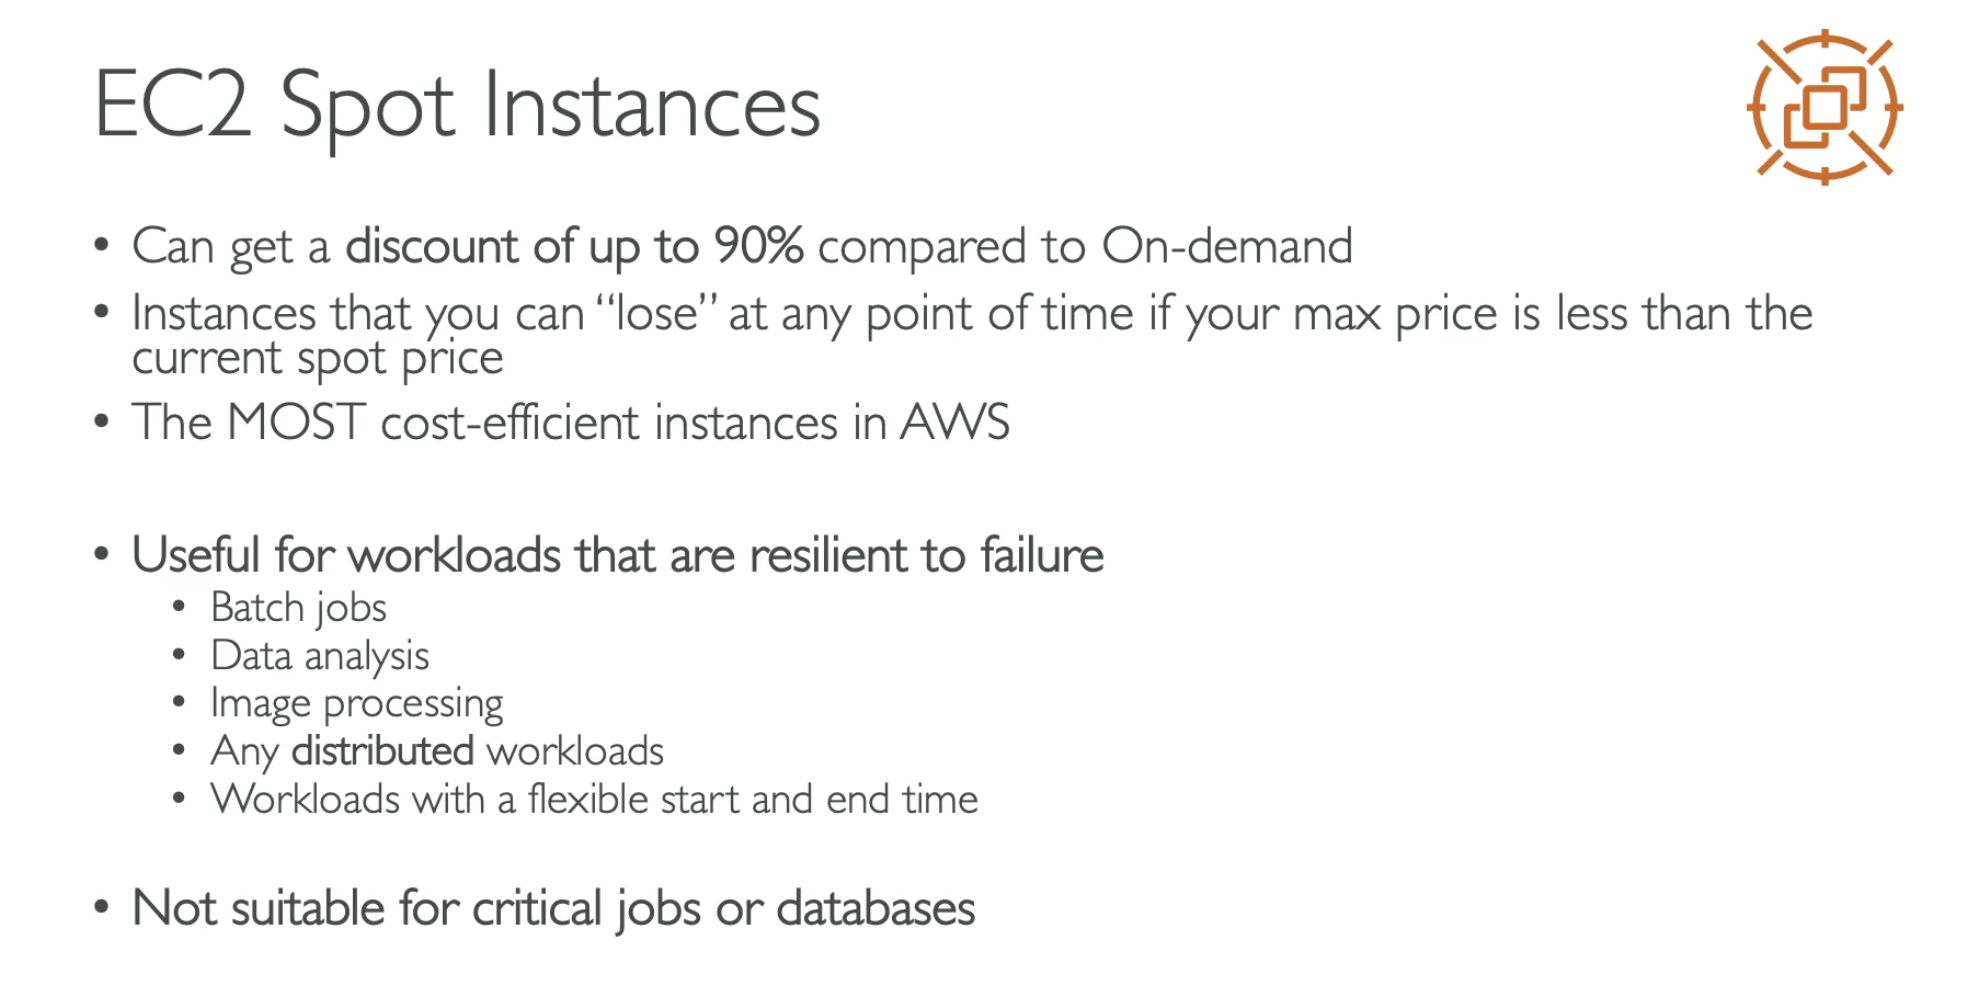 EC2 Spot Instances
• Can get a discount of up to 90% compared to On-demand
• Instances that you can “lose” at any point of time if your max price is less than the
current spot price
• The MOST cost-efficient instances in AWS
• Useful for workloads that are resilient to failure
• Batch jobs
• Data analysis
• Image processing
• Any distributed workloads
• Workloads with a flexible start and end time
• Not suitable for critical jobs or databases